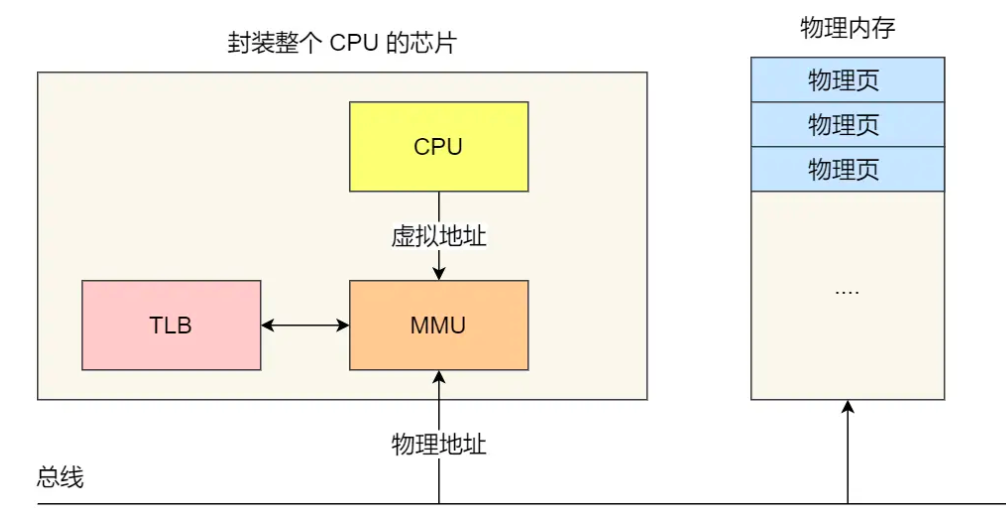 封装整个 CPU 的芯片
物理内存
物理页
物理页
物理页
CPU
虚拟地址
TLB
MMU
....
物理地址
总线